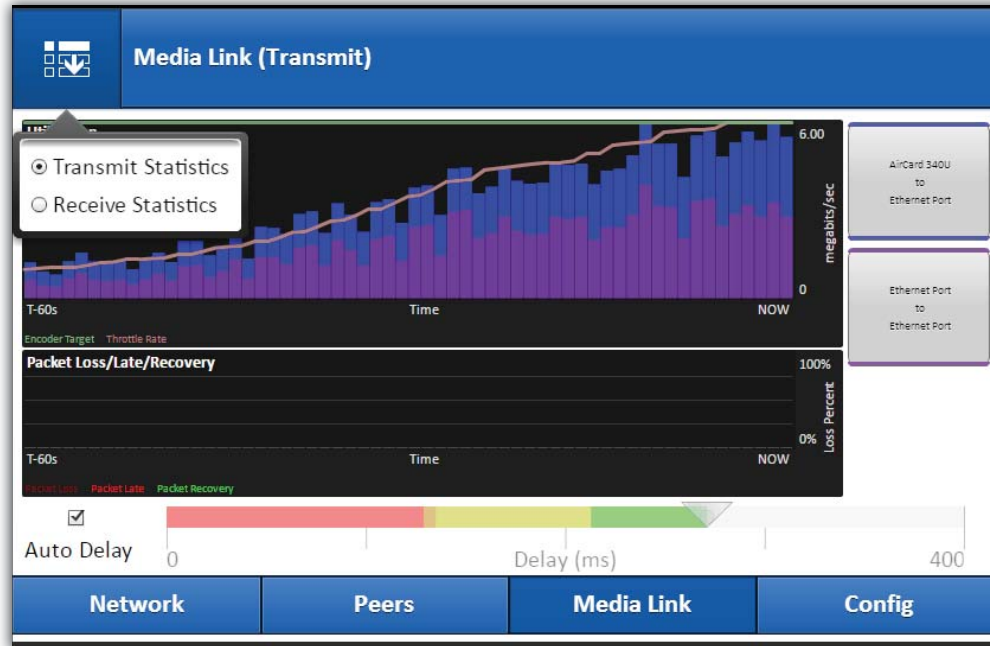 Media Link (Transmit)
Transmit Statistics
Receive Statistics
6.00
megabits/sec
0
T-60s
Time
NOW
Encoder Target
Throttle Rate
AirCard 340U
to
Ethernet Port
Ethernet Port
to
Ethernet Port
Packet Loss/Late/Recovery
100%
Loss Percent
0%
T-60s
Time
NOW
Packet Loss
Packet Late
Packet Recovery
Auto Delay
0
Delay (ms)
400
Network
Peers
Media Link
Config